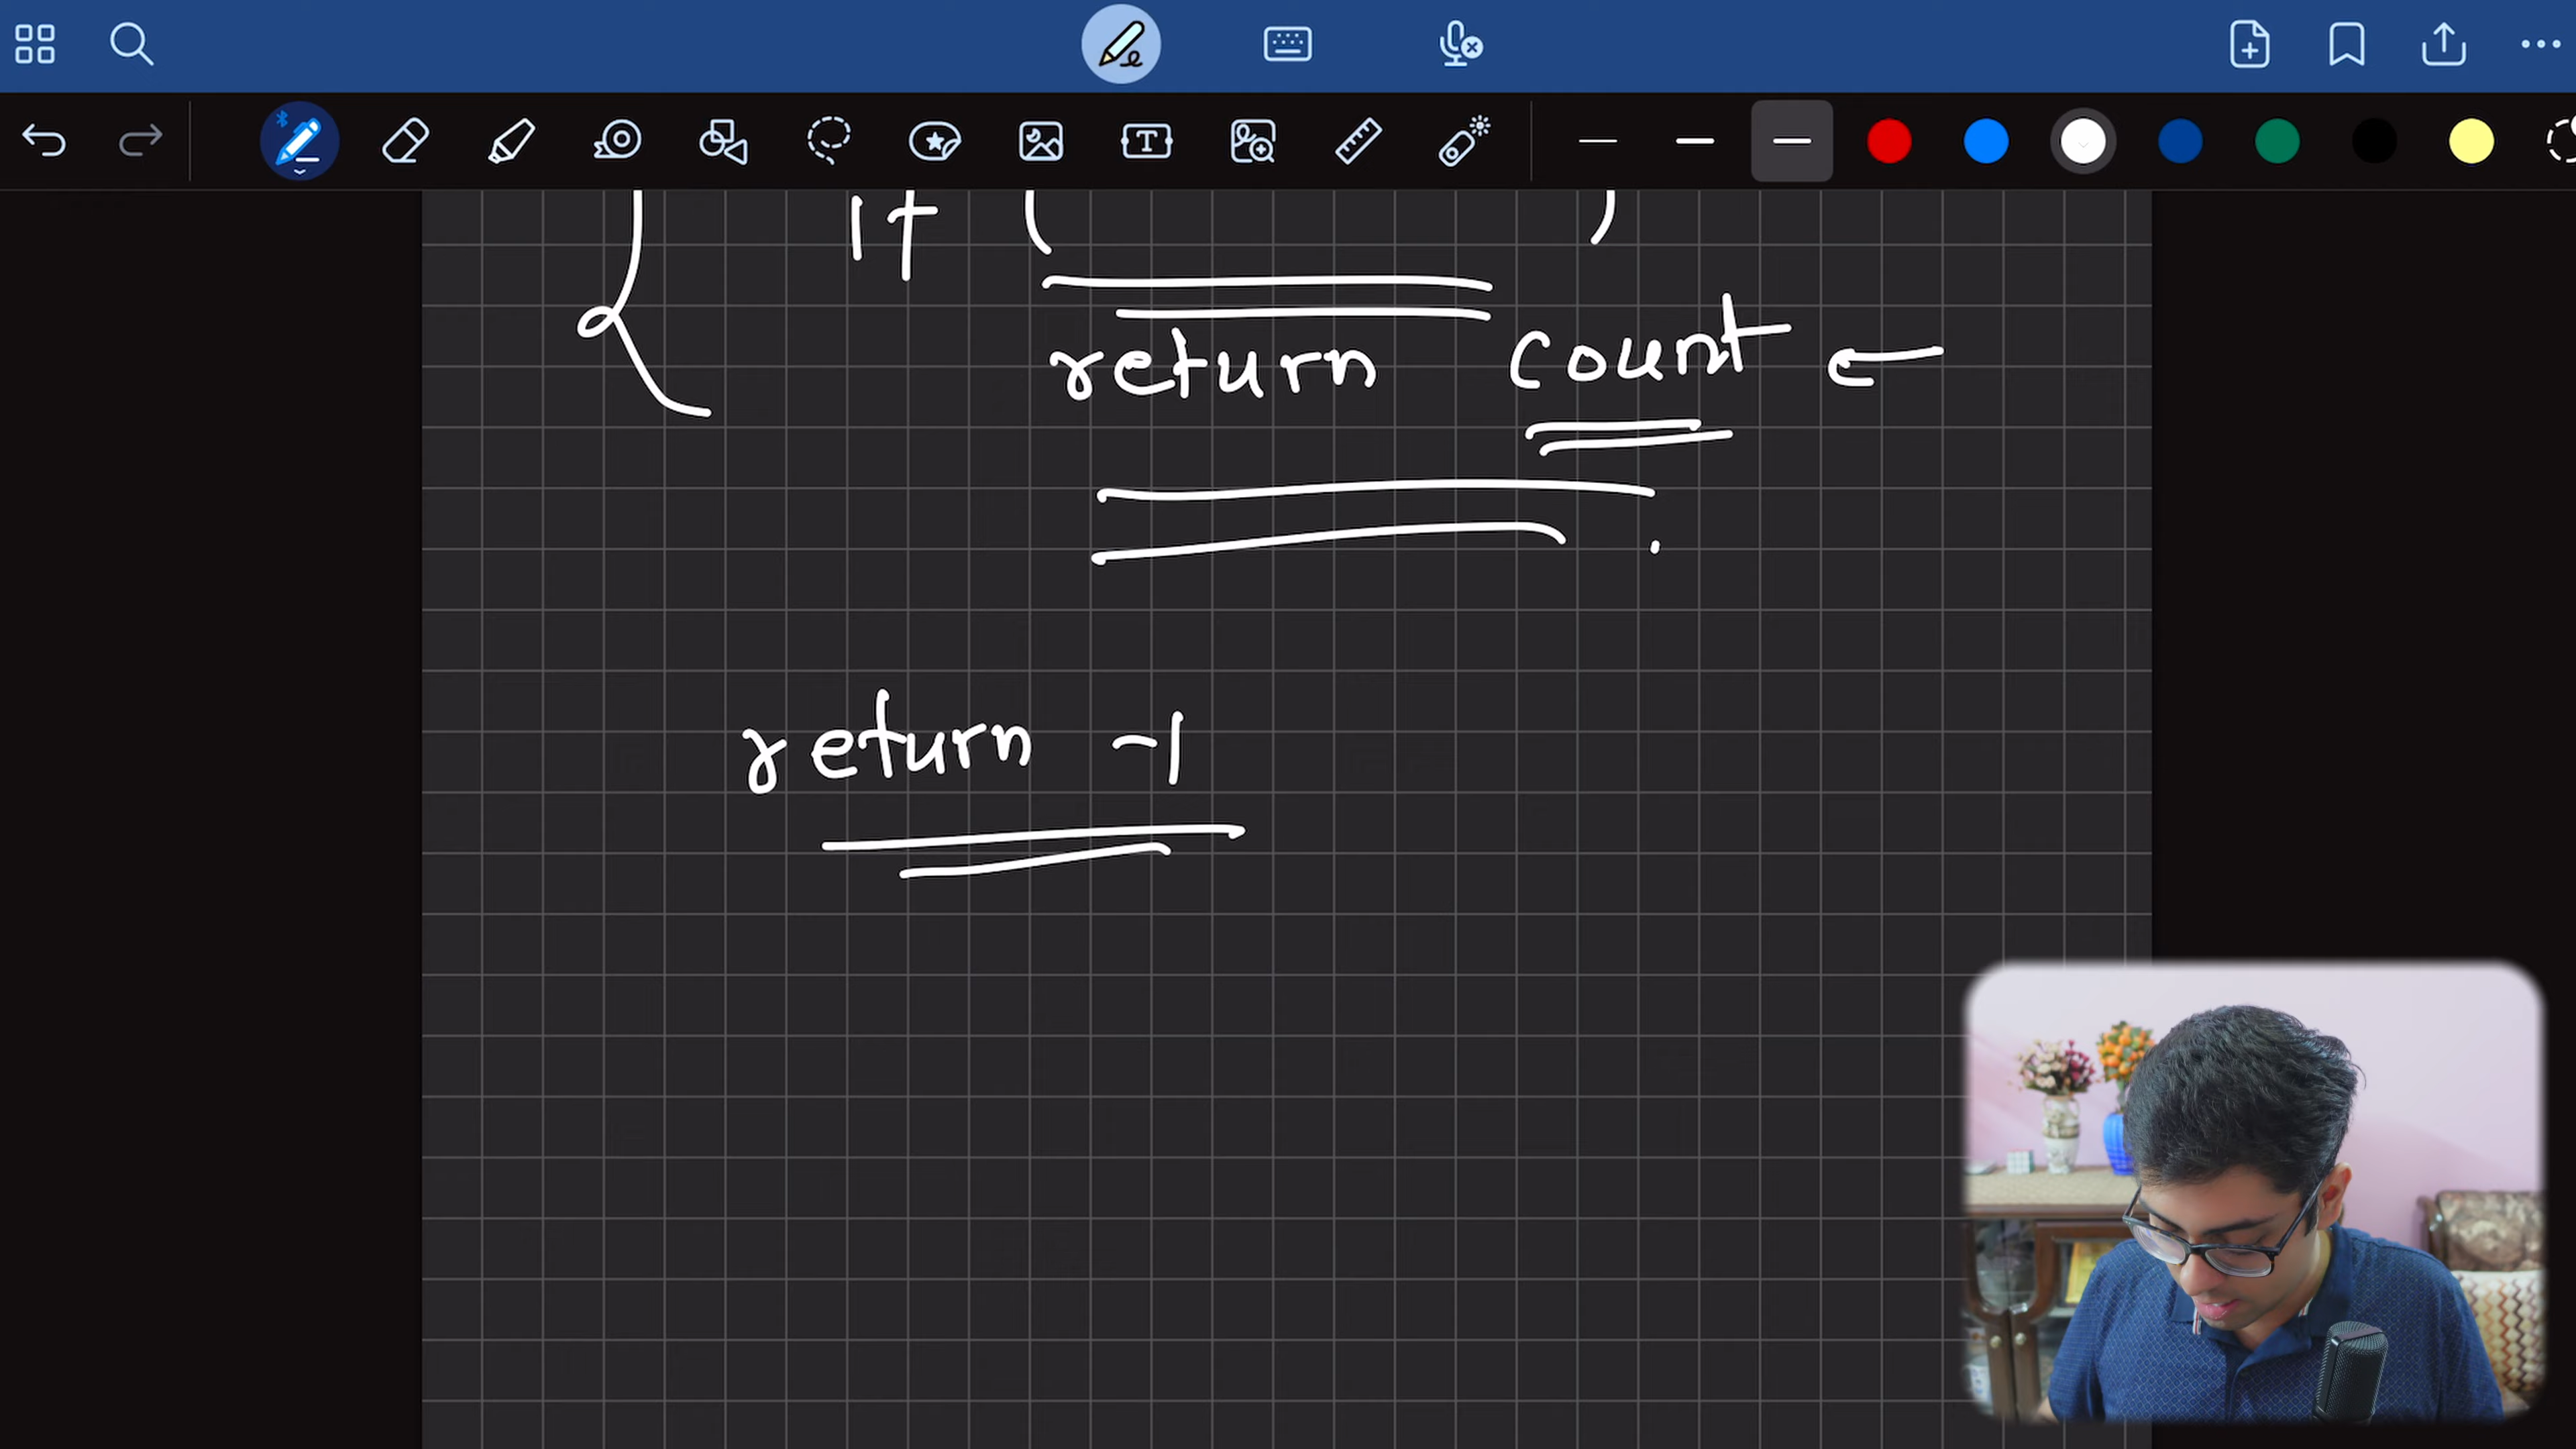 if ( )
return count ←
return -1